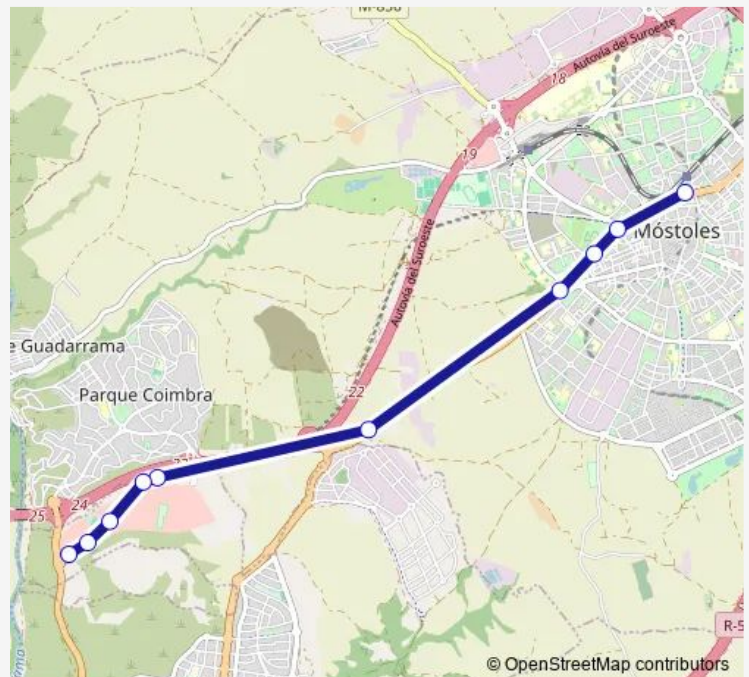 M-856
Autovía del Suroeste
18
19
Móstoles
Autovía del Suroeste
e Guadarrama
22
Parque Coimbra
24
25
R-5
© OpenStreetMap contributors